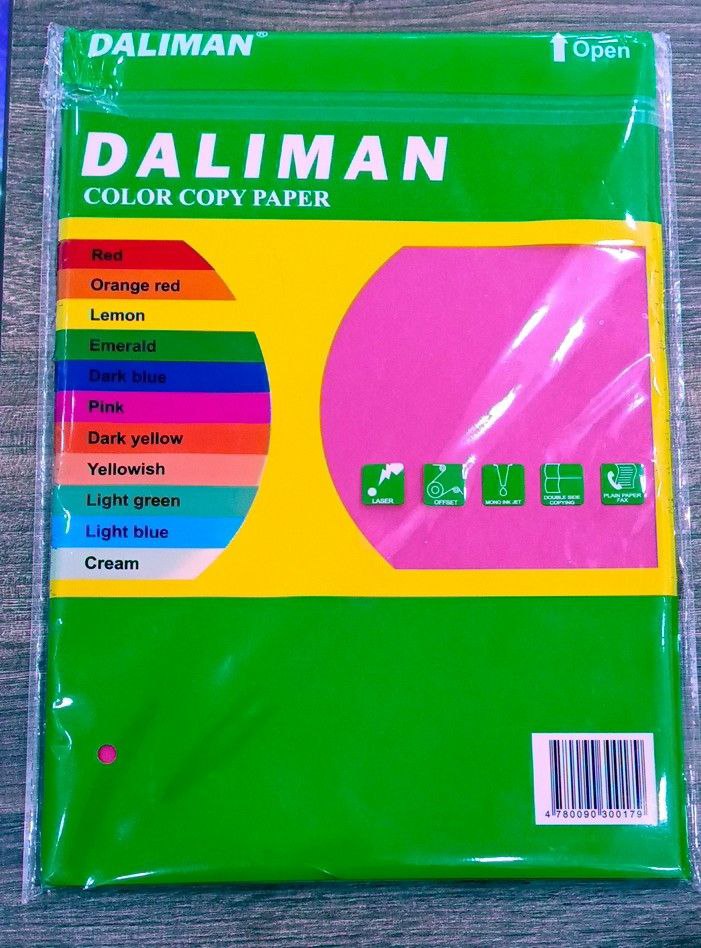 DALIMAN®
Open
DALIMAN
COLOR COPY PAPER
Red
Orange red
Lemon
Emerald
Dark blue
Pink
Dark yellow
Yellowish
Light green
Light blue
Cream
LASER
OFFSET
MONO INK JET
DOUBLE SIDE
COPYING
PLAIN PAPER
FAX
4 780090 300179